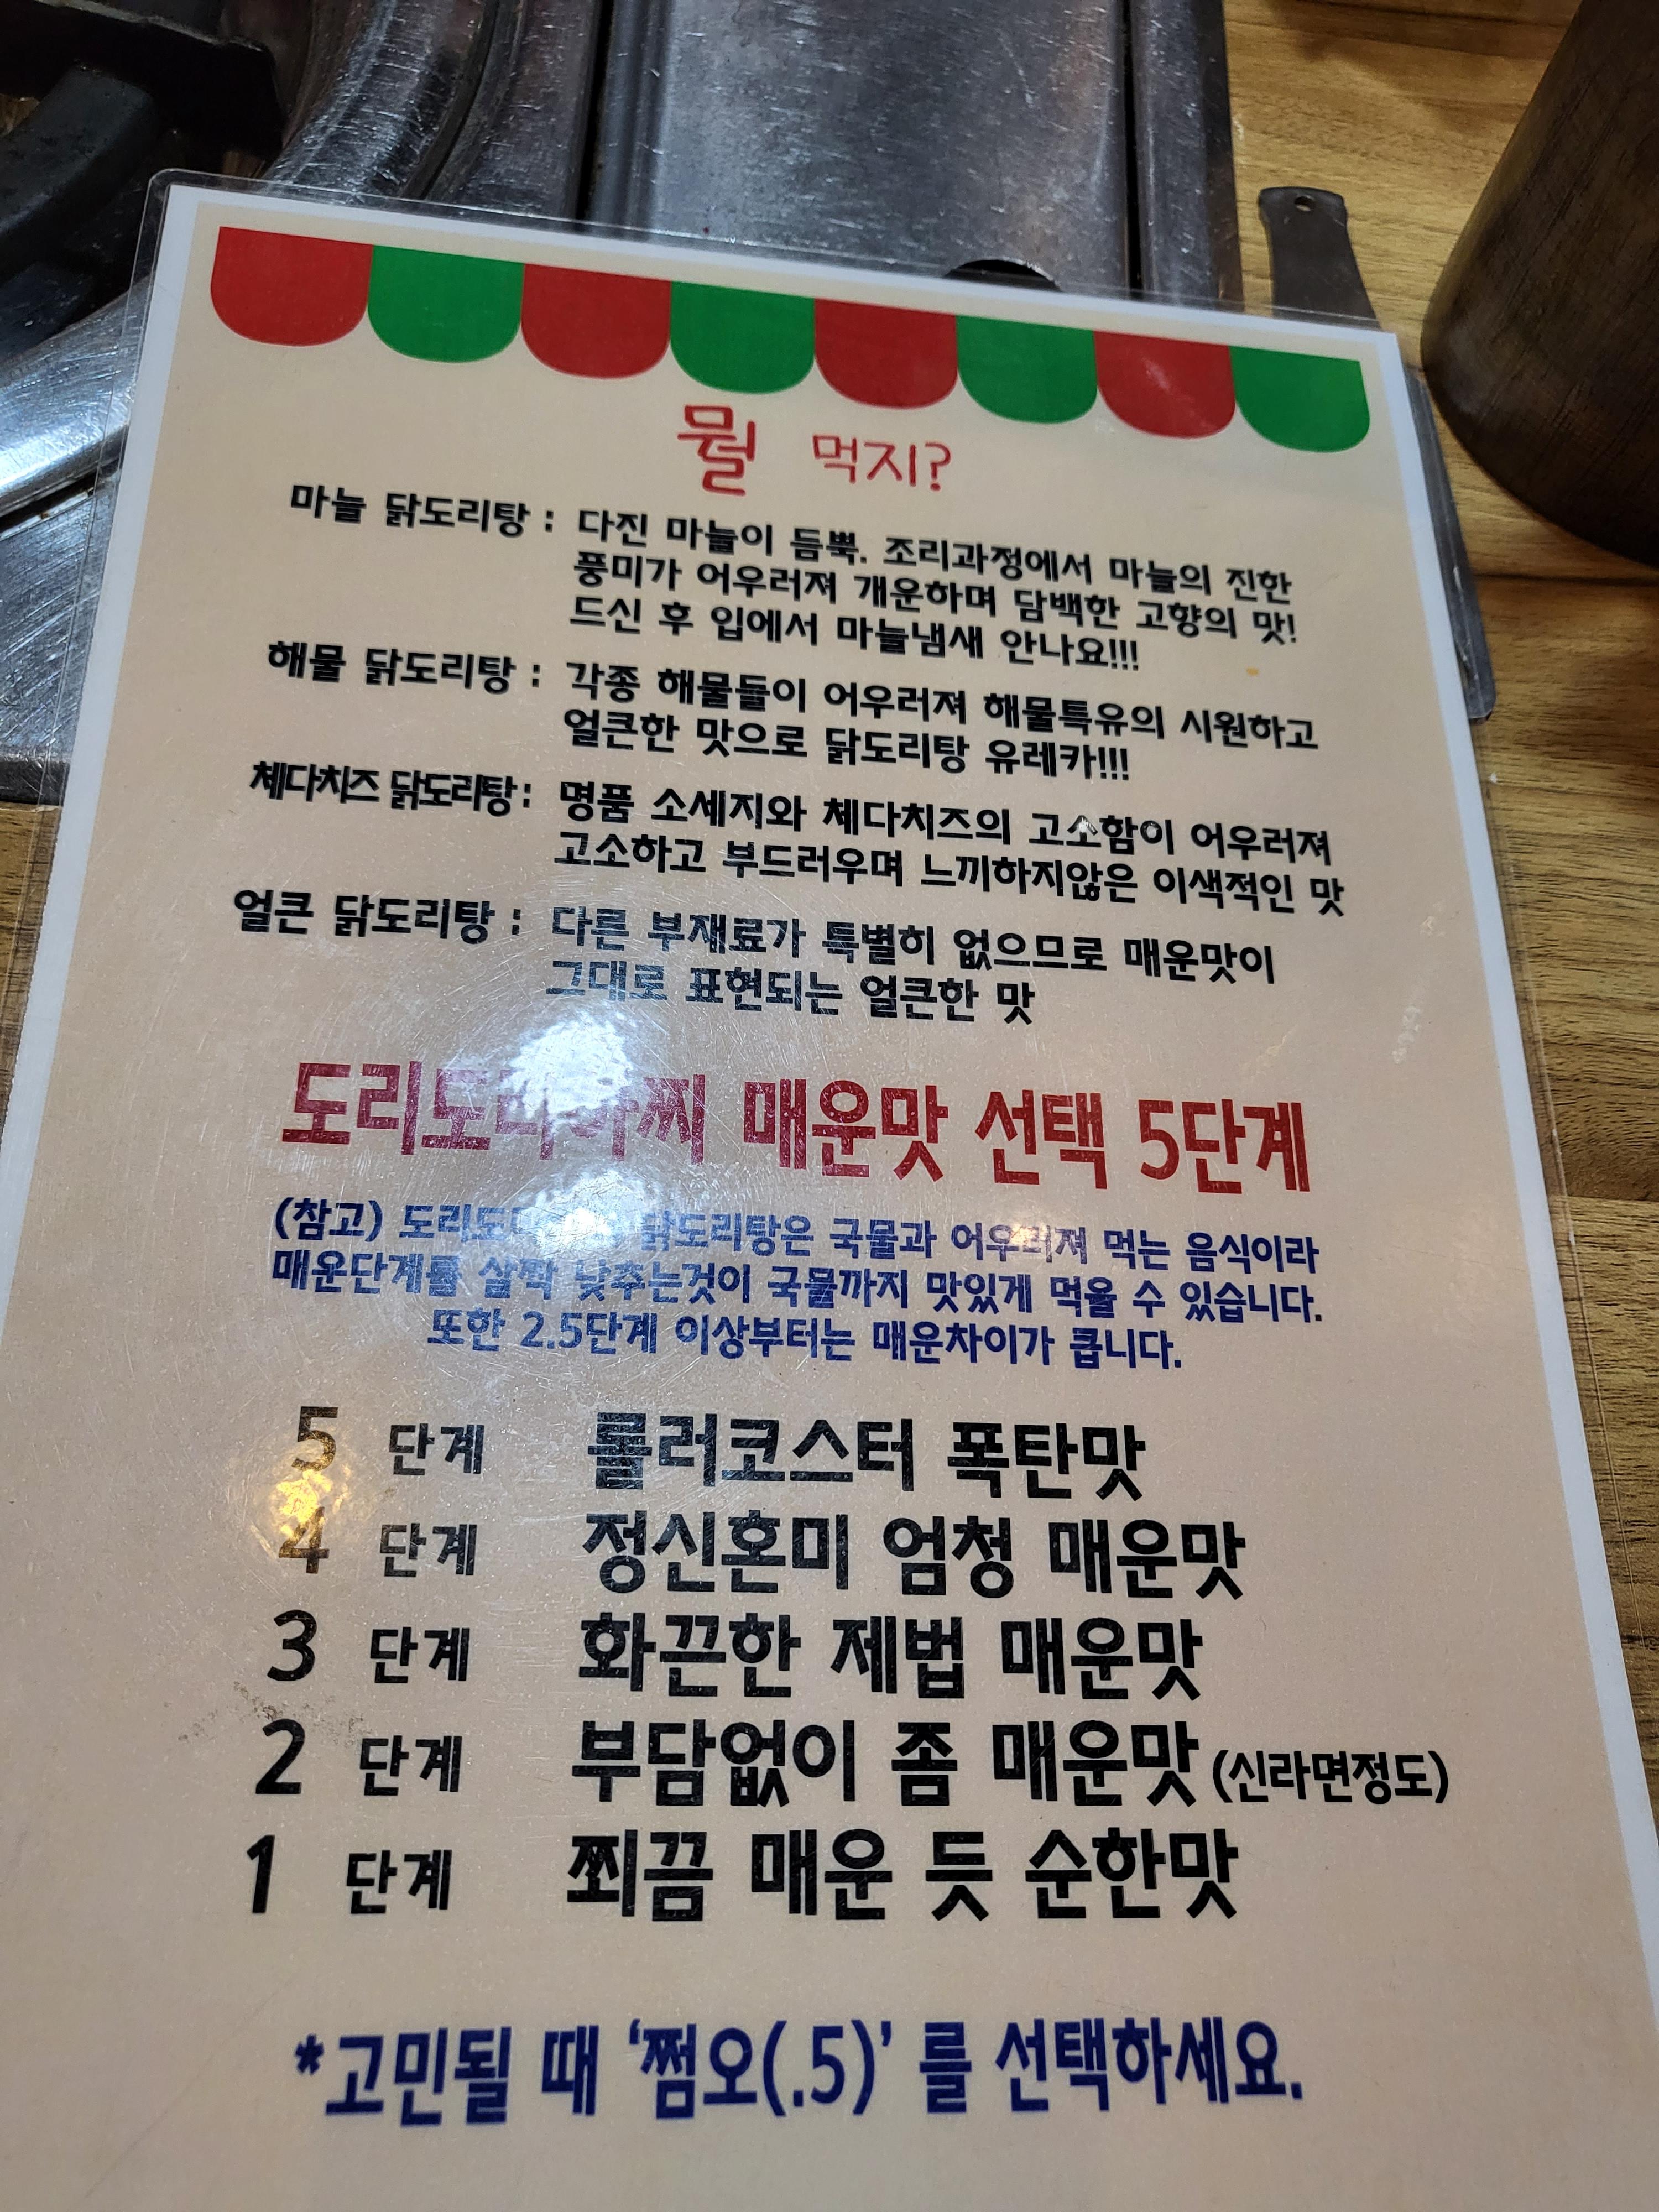 뭘 먹지?
마늘 닭도리탕 : 다진 마늘이 듬뿍. 조리과정에서 마늘의 진한
풍미가 어우러져 개운하며 담백한 고향의 맛!
드신 후 입에서 마늘냄새 안나요!!!
해물 닭도리탕 : 각종 해물들이 어우러져 해물특유의 시원하고
얼큰한 맛으로 닭도리탕 유레카!!!
체다치즈 닭도리탕 : 명품 소세지와 체다치즈의 고소함이 어우러져
고소하고 부드러우며 느끼하지않은 이색적인 맛
얼큰 닭도리탕 : 다른 부재료가 특별히 없으므로 매운맛이
그대로 표현되는 얼큰한 맛
매운맛 선택 5단계
(참고) 닭도리탕은 국물과 어우러져 먹는 음식이라
매운단계를 살짝 낮추는것이 국물까지 맛있게 먹을 수 있습니다.
또한 2.5단계 이상부터는 매운차이가 큽니다.
5 단계 롤러코스터 폭탄맛
4 단계 정신혼미 엄청 매운맛
3 단계 화끈한 제법 매운맛
2 단계 부담없이 좀 매운맛 (신라면정도)
1 단계 쬐끔 매운 듯 순한맛
*고민될 때 ‘쩜오(.5)’ 를 선택하세요.